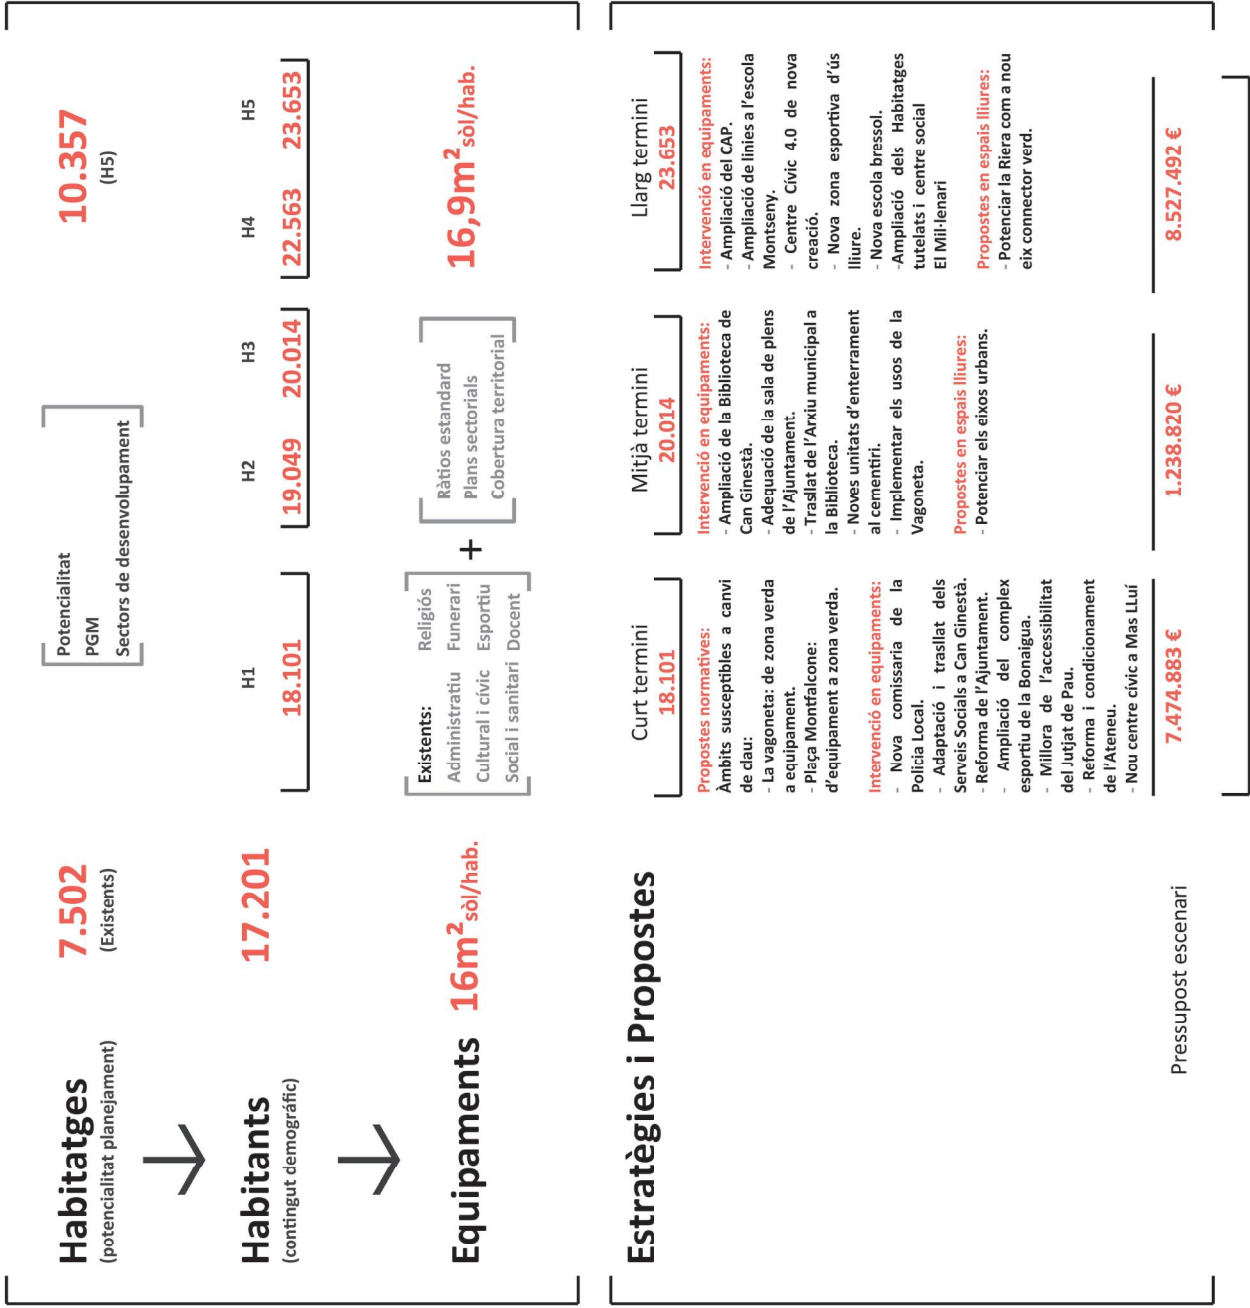 Habitatges
(potencialitat planejament)
7.502
(Existents)
Potencialitat
PGM
Sectors de desenvolupament
10.357
(H5)
Habitants
(contingut demogràfic)
17.201
H1
18.101
H2
H3
19.049
20.014
H4
H5
22.563
23.653
Equipaments
16m² sòl/hab.
Existents:
Religiós
Administratiu
Funerari
Cultural i cívic
Esportiu
Social i sanitari
Docent
+
Ràtios estandard
Plans sectorials
Cobertura territorial
16,9m² sòl/hab.
Estratègies i Propostes
Curt termini
18.101
Propostes normatives:
Àmbits susceptibles a canvi
de dau:
- La vagoneta: de zona verda
a equipament.
- Plaça Montfalcone:
d'equipament a zona verda.
Intervenció en equipaments:
- Nova comissaria de la
Policia Local.
- Adaptació i trasllat dels
Serveis Socials a Can Ginestà.
- Reforma de l'Ajuntament.
- Ampliació del complex
esportiu de la Bonaigua.
- Millora de l'accessibilitat
del Jutjat de Pau.
- Reforma i condicionament
de l'Ateneu.
- Nou centre cívic a Mas LLuí
Mitjà termini
20.014
Intervenció en equipaments:
- Ampliació de la Biblioteca de
Can Ginestà.
- Adequació de la sala de plens
de l'Ajuntament.
- Trasllat de l'Arxiu municipal a
la Biblioteca.
- Noves unitats d'enterrament
al cementiri.
- Implementar els usos de la
Vagoneta.
Propostes en espais lliures:
- Potenciar els eixos urbans.
Llarg termini
23.653
Intervenció en equipaments:
- Ampliació del CAP.
- Ampliació de linies a l'escola
Montseny.
- Centre Cívic 4.0 de nova
creació.
- Nova zona esportiva d'ús
lliure.
- Nova escola bressol.
-Ampliació dels Habitatges
tutelats i centre social
El Mil·lenari
Propostes en espais lliures:
- Potenciar la Riera com a nou
eix connector verd.
Pressupost escenari
7.474.883 €
1.238.820 €
8.527.492 €